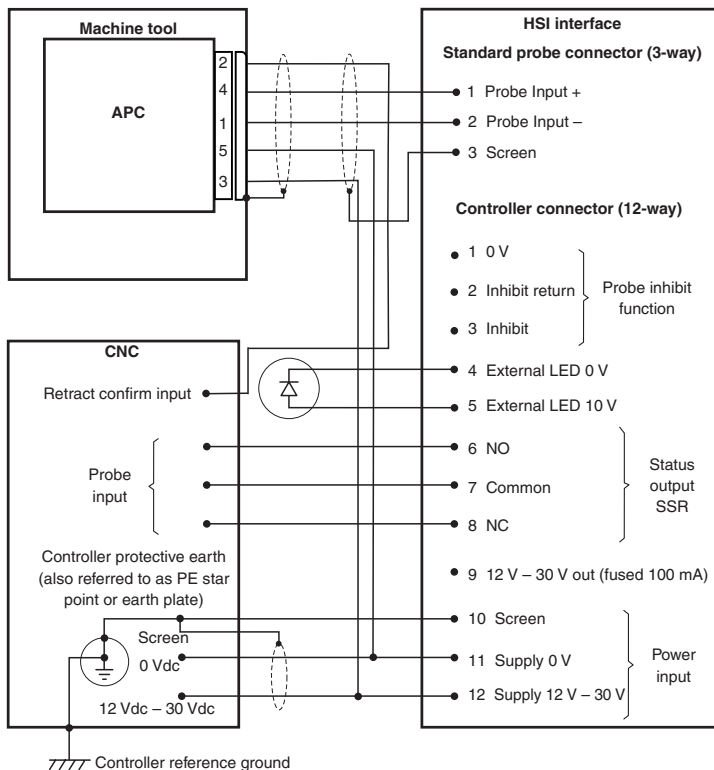 Machine tool
APC
2
4
1
5
3
HSI interface
Standard probe connector (3-way)
1 Probe Input +
2 Probe Input –
3 Screen
Controller connector (12-way)
1 0 V
2 Inhibit return
3 Inhibit
Probe inhibit
function
4 External LED 0 V
5 External LED 10 V
6 NO
7 Common
8 NC
Status
output
SSR
9 12 V – 30 V out (fused 100 mA)
10 Screen
11 Supply 0 V
12 Supply 12 V – 30 V
Power
input
CNC
Retract confirm input
Probe
input
Controller protective earth
(also referred to as PE star
point or earth plate)
Screen
0 Vdc
12 Vdc – 30 Vdc
Controller reference ground